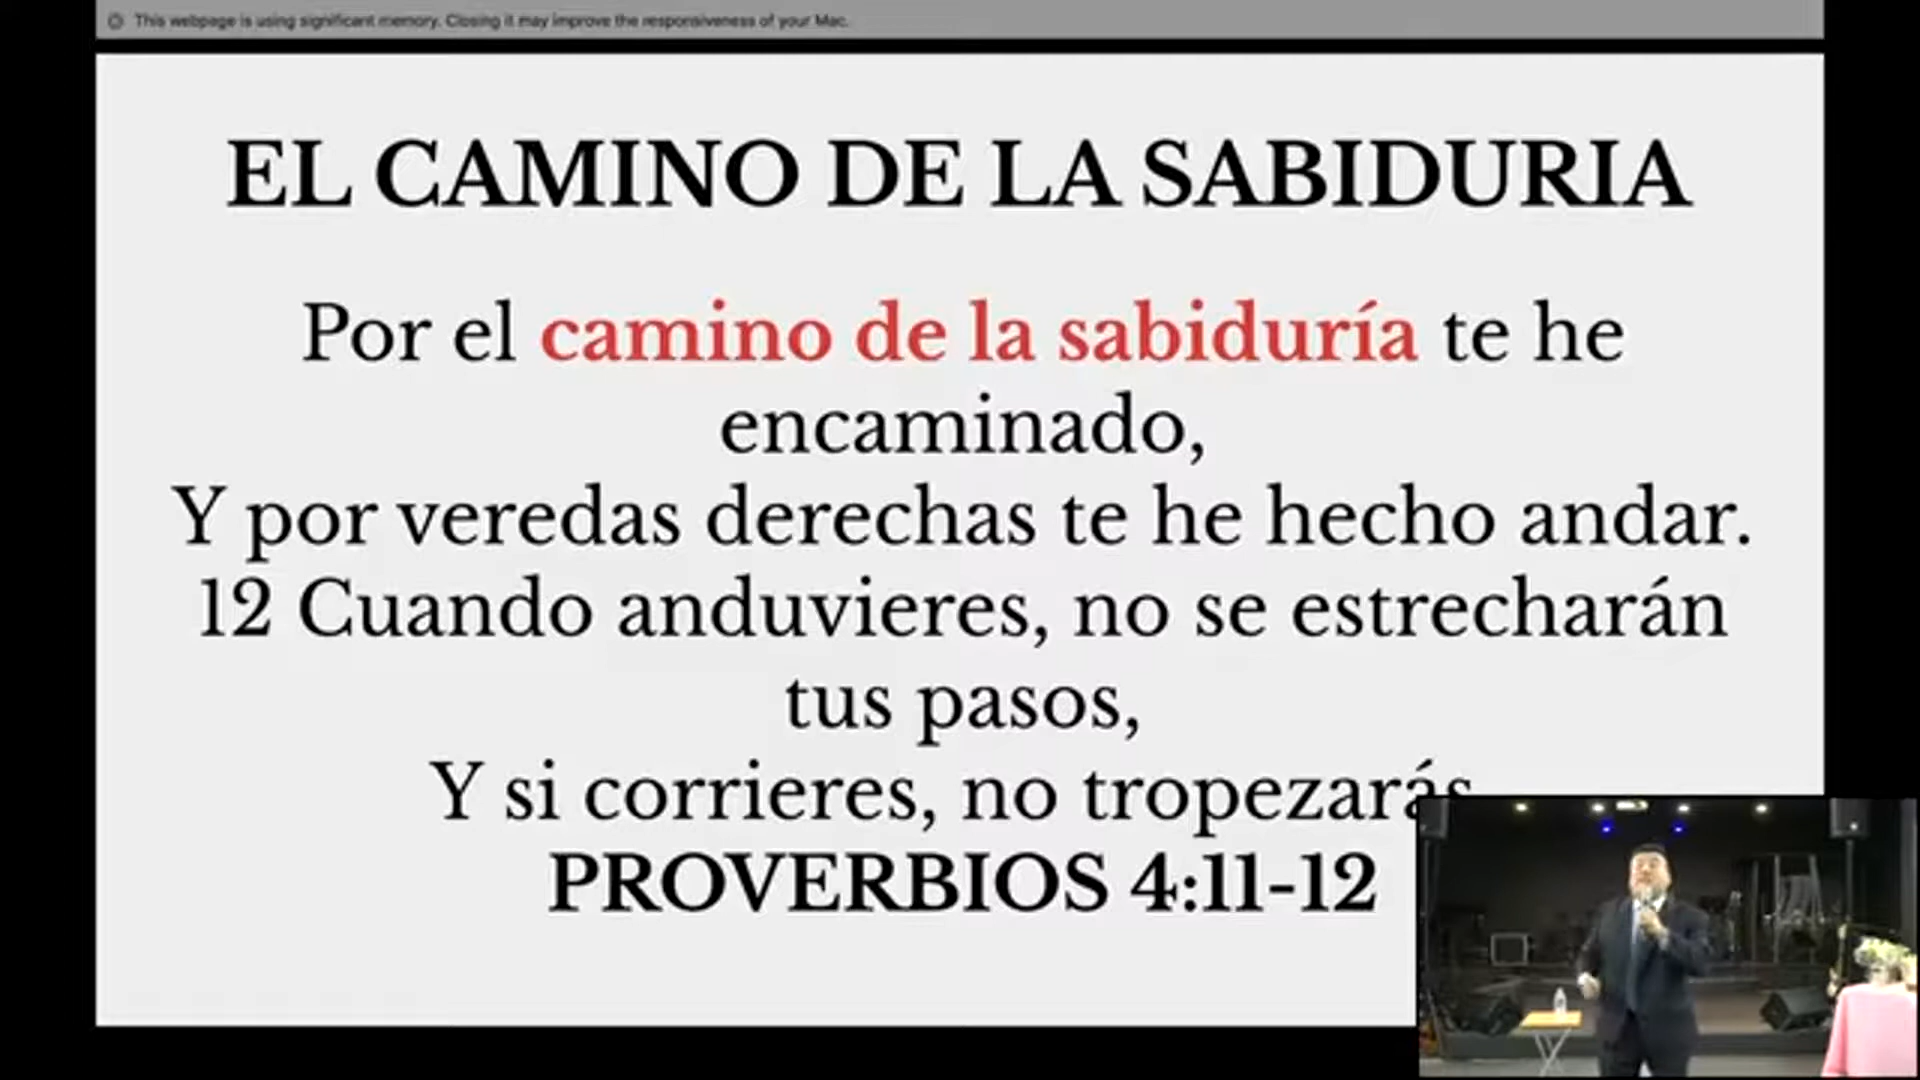 This webpage is using significant memory. Closing it may improve the responsiveness of your Mac.
EL CAMINO DE LA SABIDURIA
Por el camino de la sabiduría te he
encaminado,
Y por veredas derechas te he hecho andar.
12 Cuando anduvieres, no se estrecharán
tus pasos,
Y si corrieres, no tropezarás
PROVERBIOS 4:11-12